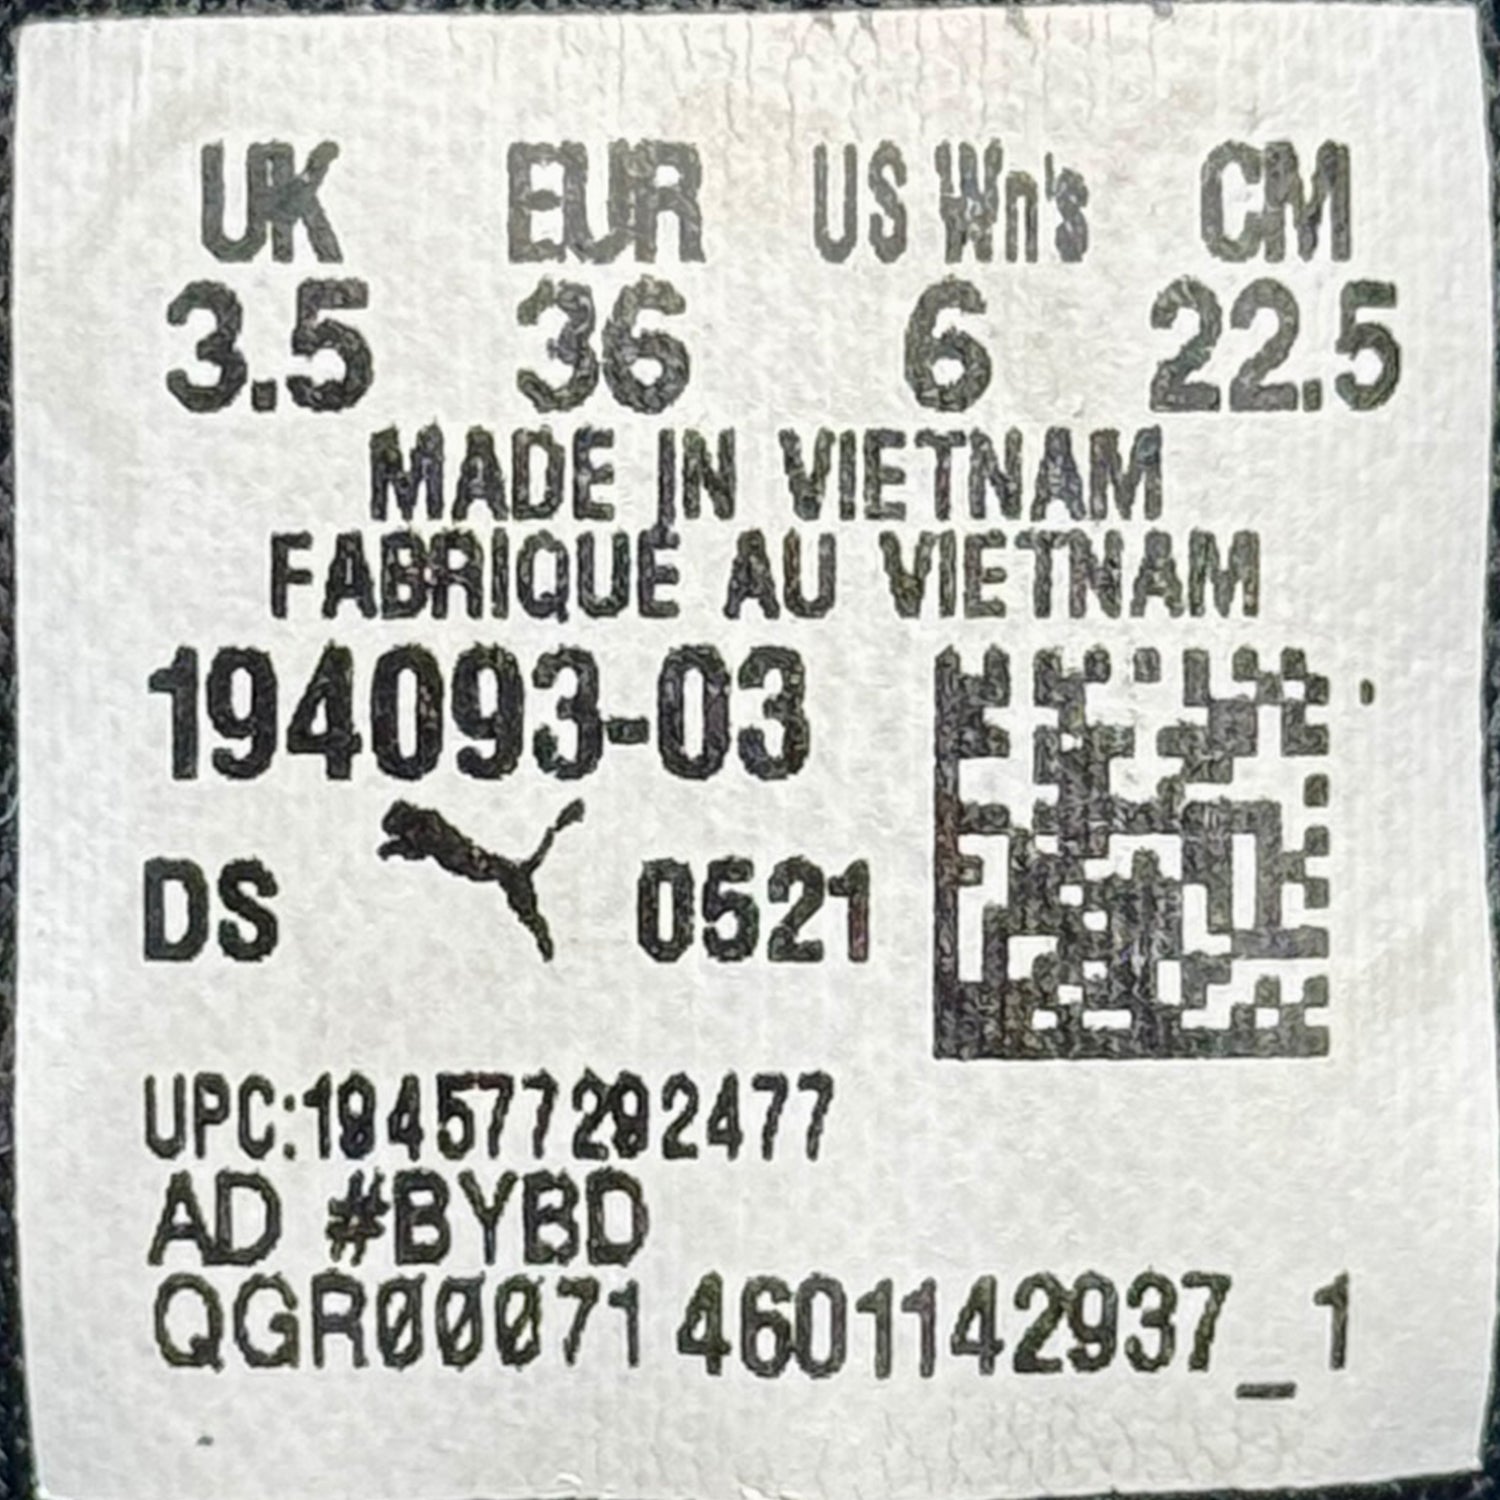 UK EUR US Wn's CM
3.5 36 6 22.5
MADE IN VIETNAM
FABRIQUÉ AU VIETNAM
194093-03
DS 0521
UPC:194577292477
AD #BYBD
QGR00071 4601142937_1